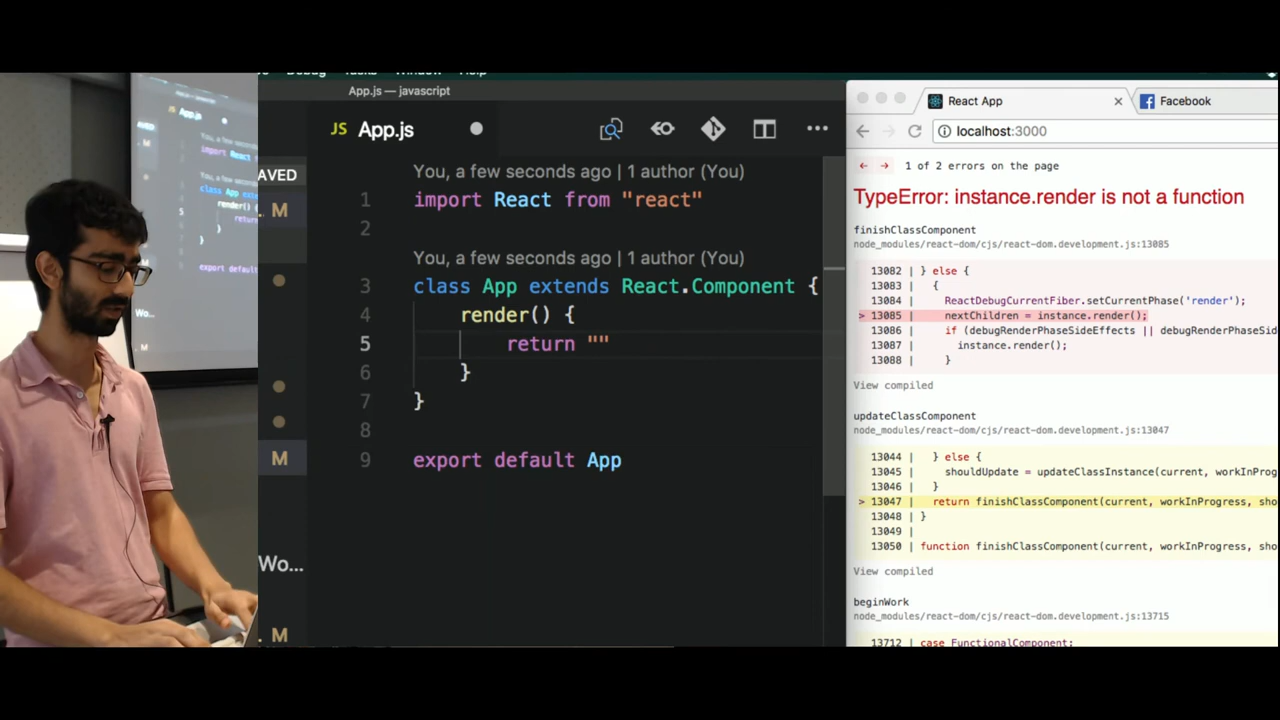 Debug Tasks Window Help
App.js — javascript
JS App.js
AVED
. M
M
Wo...
. M
You, a few seconds ago | 1 author (You)
1 import React from "react"
2
You, a few seconds ago | 1 author (You)
3 class App extends React.Component {
4 render() {
5 return ""
6 }
7 }
8
9 export default App
React App
Facebook
localhost:3000
1 of 2 errors on the page
TypeError: instance.render is not a function
finishClassComponent
node_modules/react-dom/cjs/react-dom.development.js:13085
13082 | } else {
13083 | {
13084 | ReactDebugCurrentFiber.setCurrentPhase('render');
> 13085 | nextChildren = instance.render();
13086 | if (debugRenderPhaseSideEffects || debugRenderPhaseSid
13087 | instance.render();
13088 | }
View compiled
updateClassComponent
node_modules/react-dom/cjs/react-dom.development.js:13047
13044 | } else {
13045 | shouldUpdate = updateClassInstance(current, workInProg
13046 | }
> 13047 | return finishClassComponent(current, workInProgress, sho
13048 | }
13049 |
13050 | function finishClassComponent(current, workInProgress, sho
View compiled
beginWork
node_modules/react-dom/cjs/react-dom.development.js:13715
13712 | case FunctionalComponent: